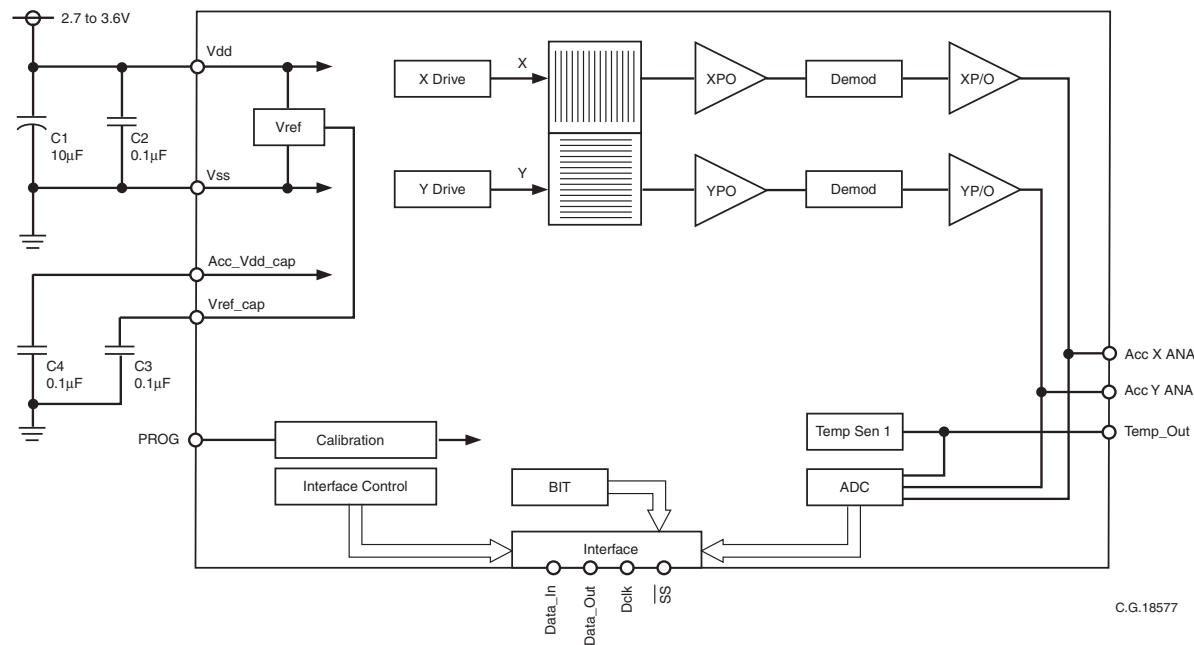 2.7 to 3.6V
Vdd
C1
10µF
C2
0.1µF
Vref
Vss
Acc_Vdd_cap
Vref_cap
C4
0.1µF
C3
0.1µF
X Drive
X
XPO
Demod
XP/O
Y Drive
Y
YPO
Demod
YP/O
Acc X ANA
Acc Y ANA
Temp_Out
PROG
Calibration
Temp Sen 1
Interface Control
BIT
ADC
Interface
Data_In
Data_Out
Dclk
SS
C.G.18577